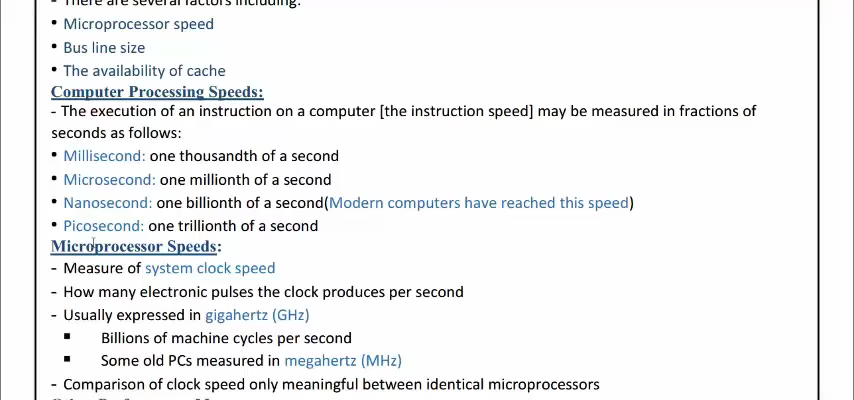 - There are several factors including:
• Microprocessor speed
• Bus line size
• The availability of cache
Computer Processing Speeds:
- The execution of an instruction on a computer [the instruction speed] may be measured in fractions of
seconds as follows:
• Millisecond: one thousandth of a second
• Microsecond: one millionth of a second
• Nanosecond: one billionth of a second(Modern computers have reached this speed)
• Picosecond: one trillionth of a second
Microprocessor Speeds:
- Measure of system clock speed
- How many electronic pulses the clock produces per second
- Usually expressed in gigahertz (GHz)
▪ Billions of machine cycles per second
▪ Some old PCs measured in megahertz (MHz)
- Comparison of clock speed only meaningful between identical microprocessors